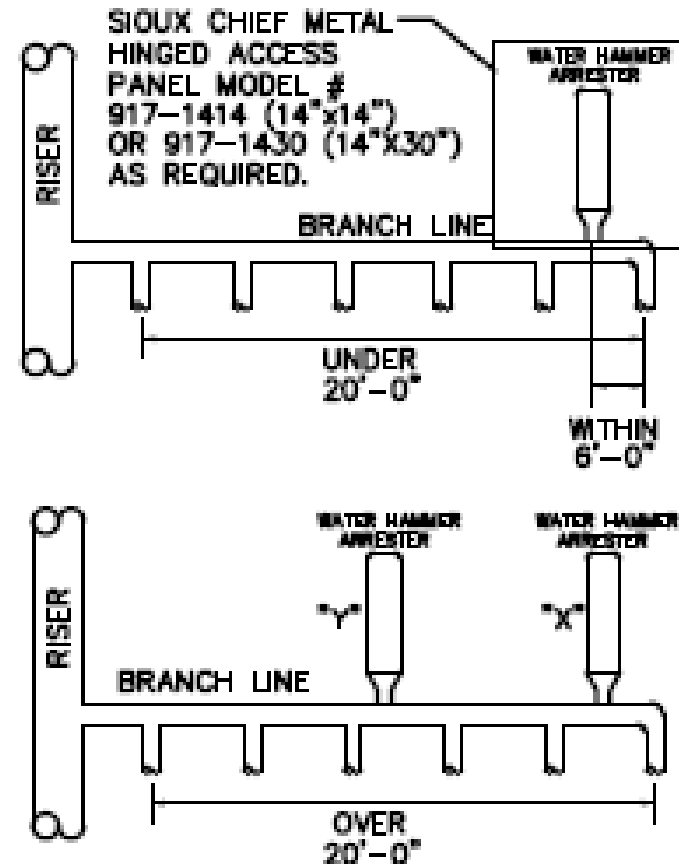 SIOUX CHIEF METAL
HINGED ACCESS
PANEL MODEL #
917-1414 (14"x14")
OR 917-1430 (14"X30")
AS REQUIRED.
WATER HAMMER
ARRESTER
RISER
BRANCH LINE
UNDER
20'-0"
WITHIN
6'-0"
WATER HAMMER
ARRESTER
WATER HAMMER
ARRESTER
"Y"
"X"
RISER
BRANCH LINE
OVER
20'-0"